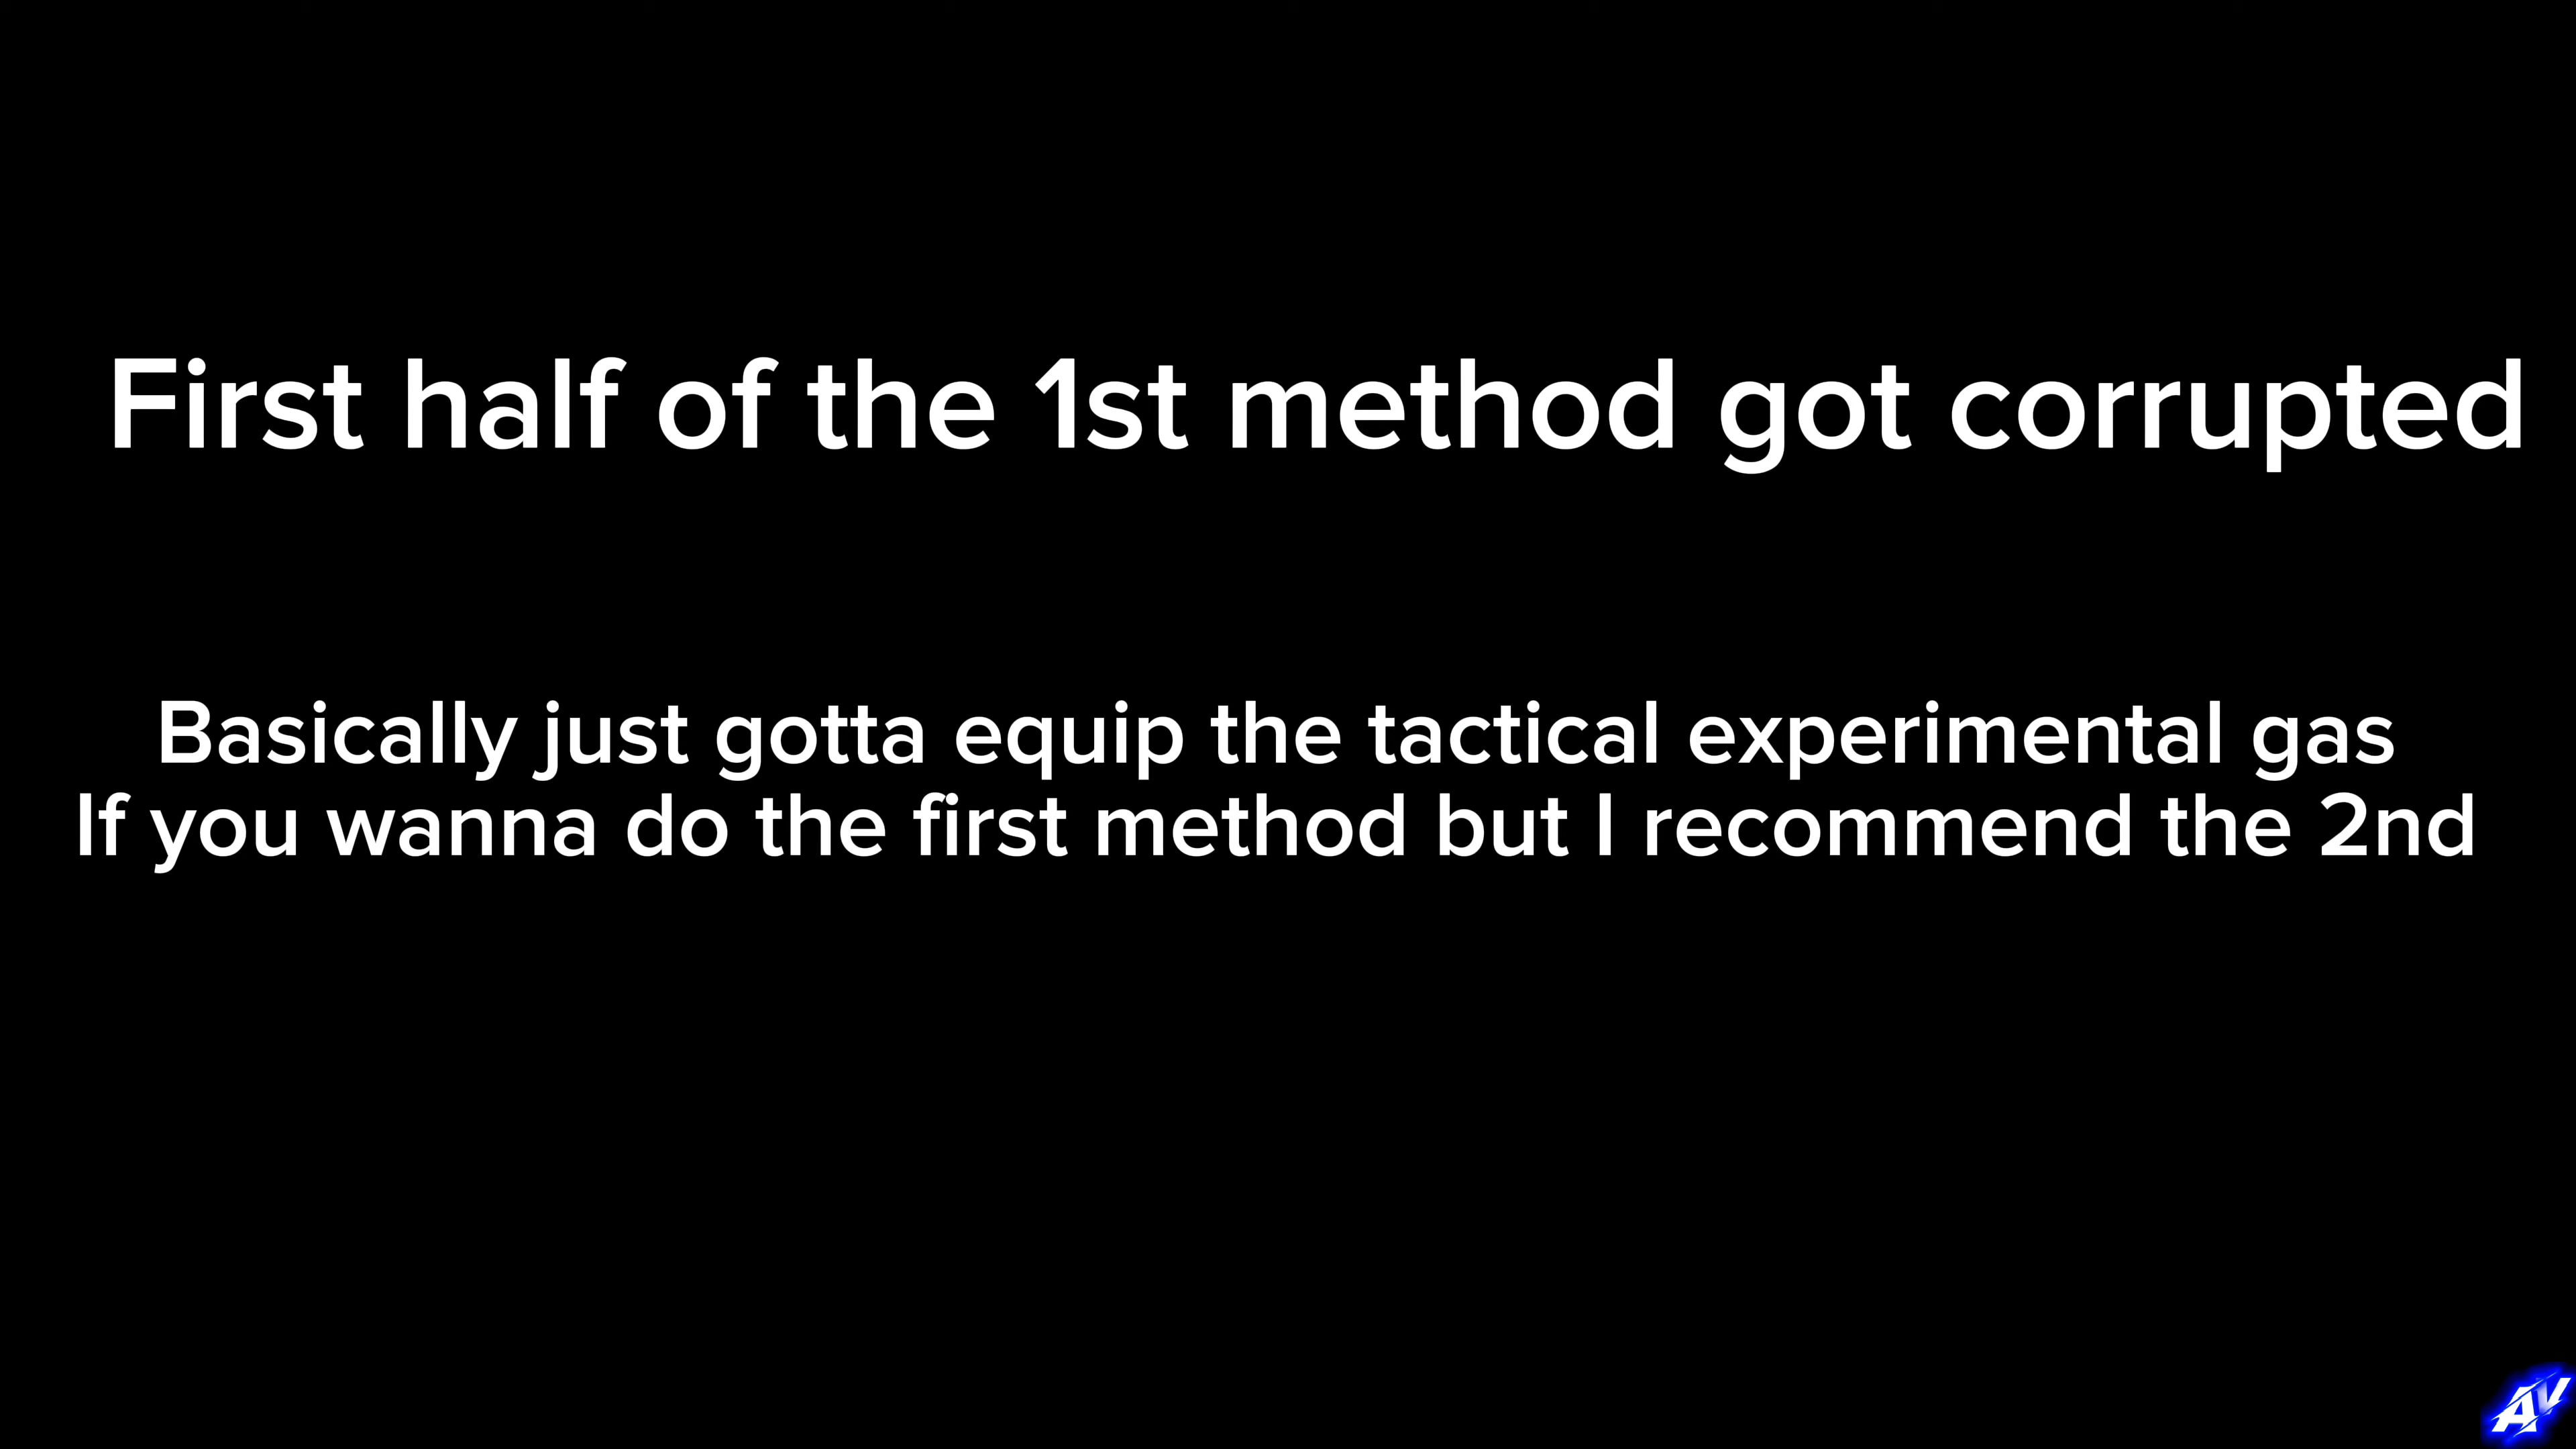 First half of the 1st method got corrupted
Basically just gotta equip the tactical experimental gas
If you wanna do the first method but I recommend the 2nd
AV